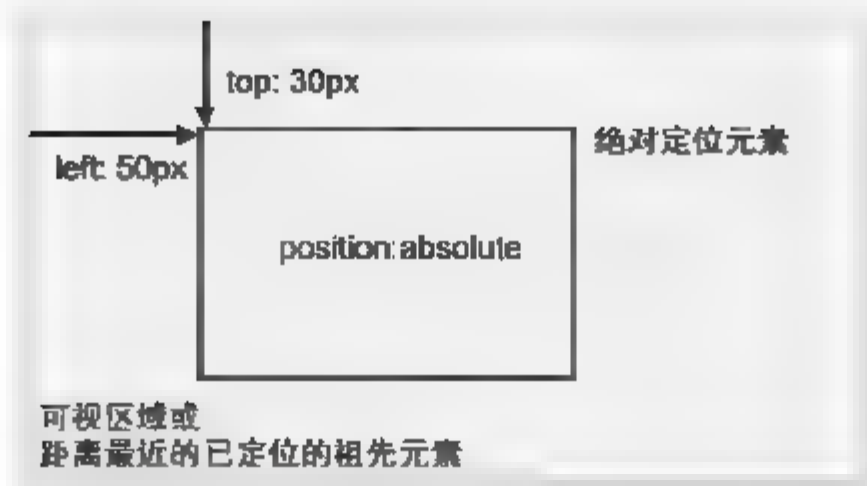 top: 30px
left: 50px
绝对定位元素
position:absolute
可视区域或
距离最近的已定位的祖先元素